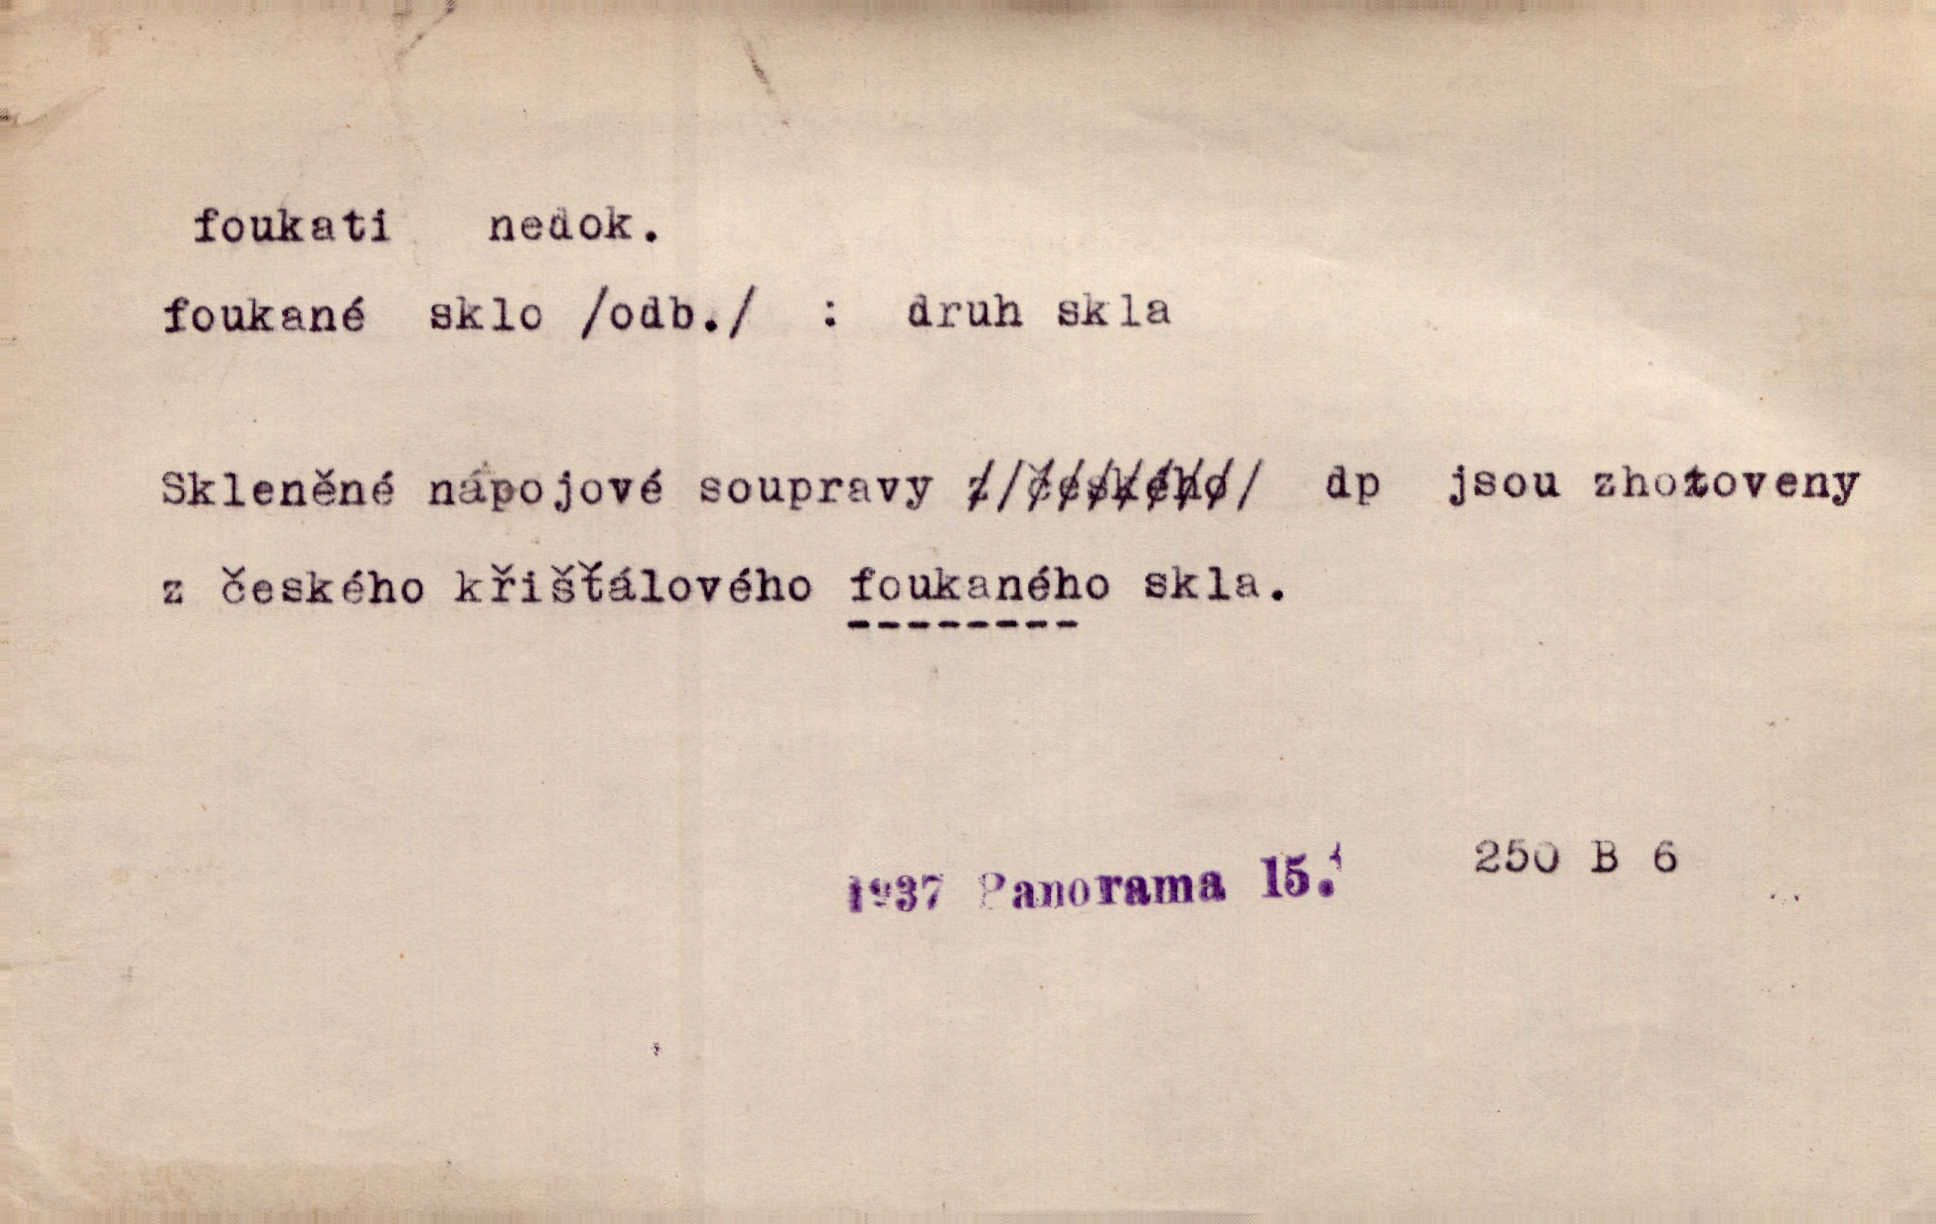 foukati nedok.
foukané sklo /odb./ : druh skla
Skleněné nápojové soupravy z/českého/ dp jsou zhotoveny
z českého křišťálového foukaného skla.
1937 Panorama 15. 250 B 6